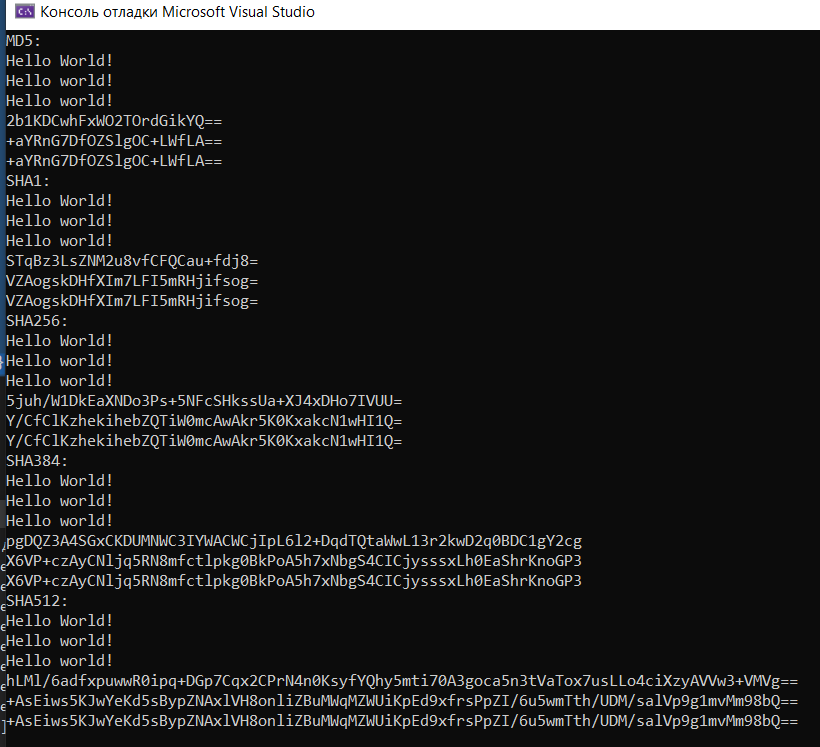 Консоль отладки Microsoft Visual Studio
MD5:
Hello World!
Hello world!
Hello world!
2b1KDCwhFxWO2TOrdGikYQ==
+aYRnG7DfOZSlgOC+LWfLA==
+aYRnG7DfOZSlgOC+LWfLA==
SHA1:
Hello World!
Hello world!
Hello world!
STqBz3LsZNM2u8vfCFQCau+fdj8=
VZAogskDHfXIm7LFI5mRHjifsog=
VZAogskDHfXIm7LFI5mRHjifsog=
SHA256:
Hello World!
Hello world!
Hello world!
5juh/W1DkEaXNDo3Ps+5NFcSHkssUa+XJ4xDHo7IVUU=
Y/CfClKzhekihebZQTiW0mcAwAkr5K0KxakcN1wHI1Q=
Y/CfClKzhekihebZQTiW0mcAwAkr5K0KxakcN1wHI1Q=
SHA384:
Hello World!
Hello world!
Hello world!
pgDQZ3A4SGxCKDUMNWC3IYWACWCjIpL6l2+DqdTQtaWwL13r2kwD2q0BDC1gY2cg
X6VP+czAyCNljq5RN8mfctlpkg0BkPoA5h7xNbgS4CICjysssxLh0EaShrKnoGP3
X6VP+czAyCNljq5RN8mfctlpkg0BkPoA5h7xNbgS4CICjysssxLh0EaShrKnoGP3
SHA512:
Hello World!
Hello world!
Hello world!
hLMl/6adfxpuwwR0ipq+DGp7Cqx2CPrN4n0KsyfYQhy5mti70A3goca5n3tVaTox7usLLo4ciXzyAVVw3+VMVg==
+AsEiws5KJwYeKd5sBypZNAxlVH8onliZBuMWqMZWUiKpEd9xfrsPpZI/6u5wmTth/UDM/salVp9g1mvMm98bQ==
+AsEiws5KJwYeKd5sBypZNAxlVH8onliZBuMWqMZWUiKpEd9xfrsPpZI/6u5wmTth/UDM/salVp9g1mvMm98bQ==